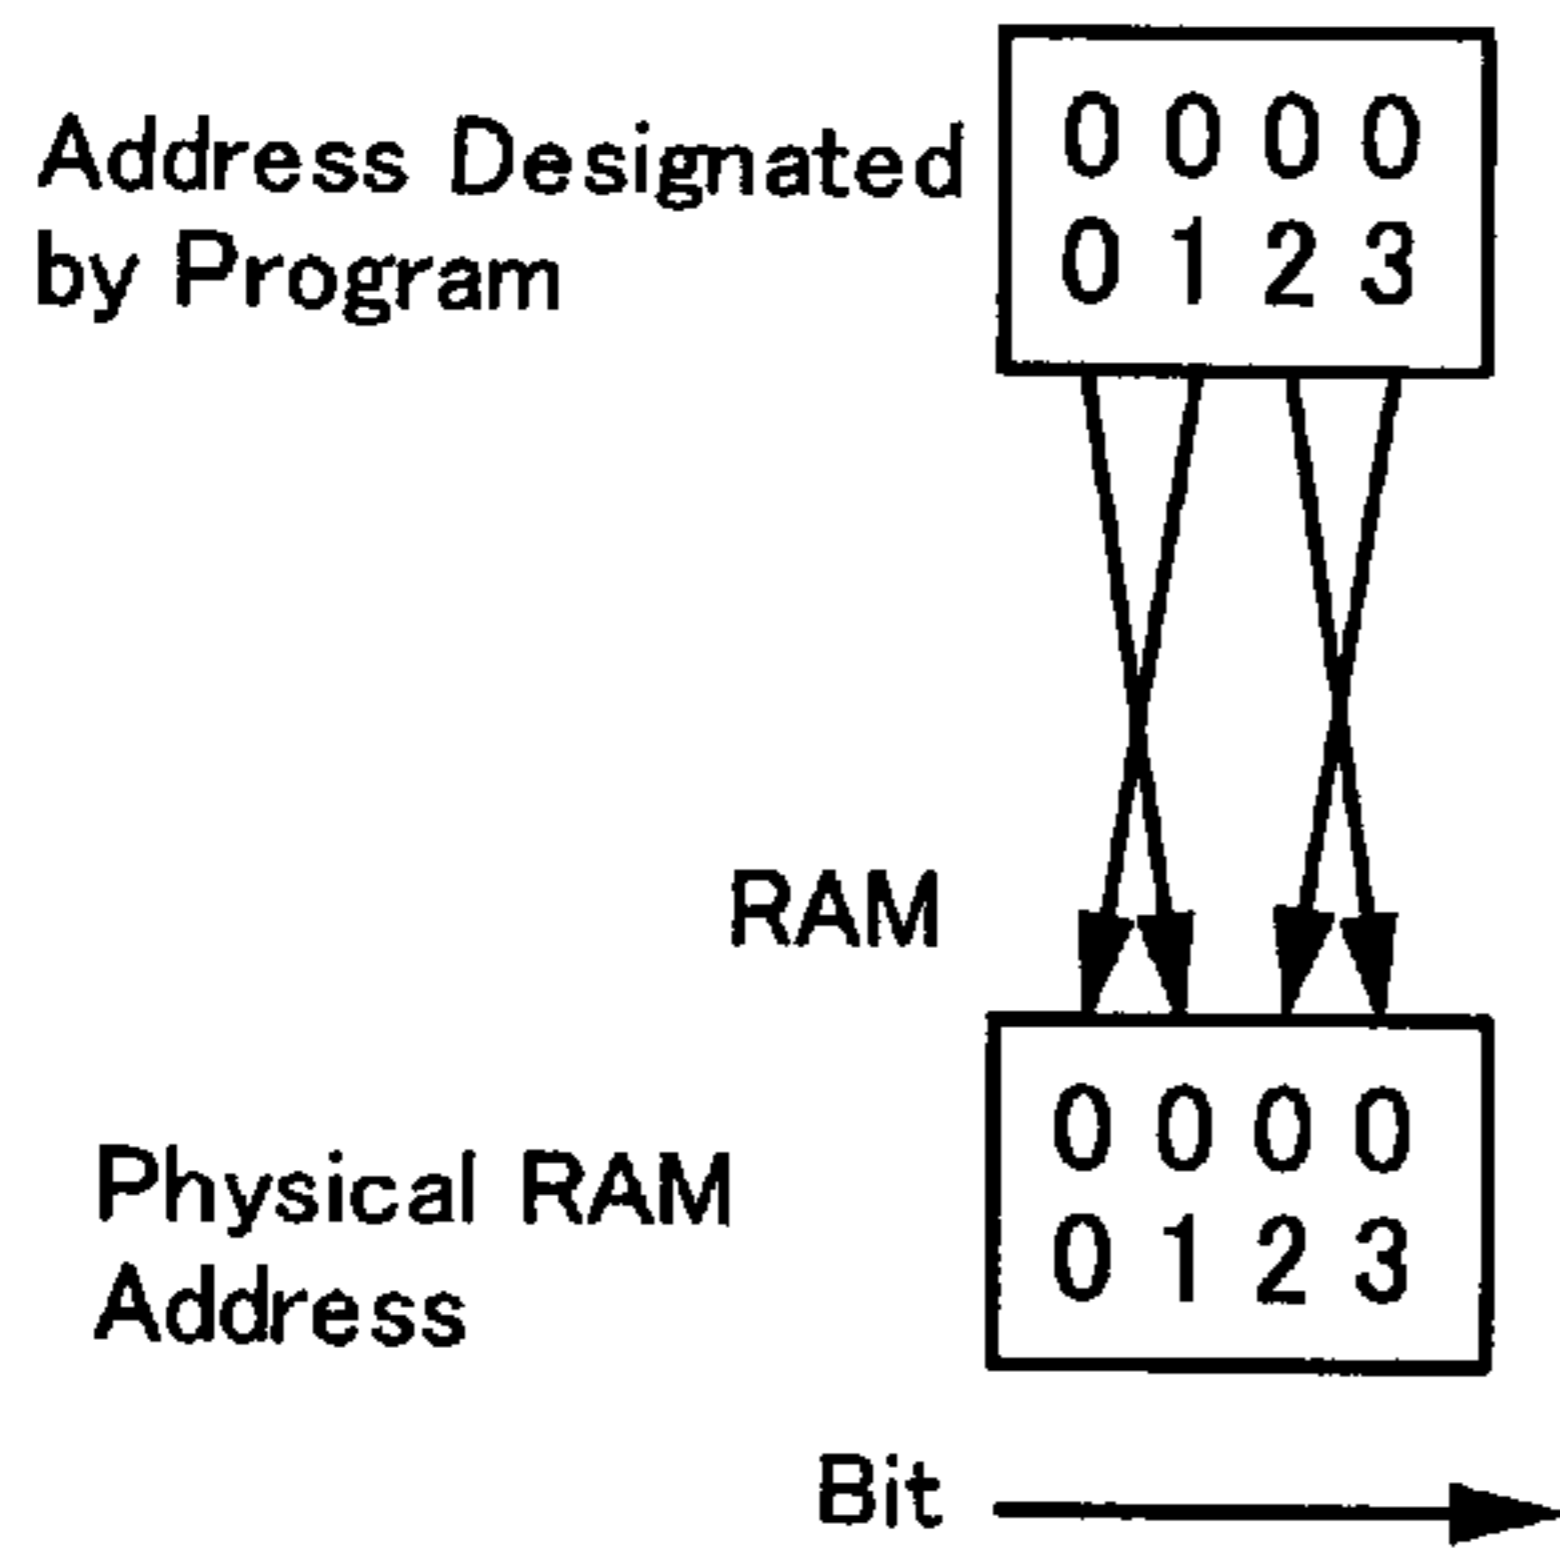 Address Designated
by Program
0 0 0 0
0 1 2 3
RAM
Physical RAM
Address
0 0 0 0
0 1 2 3
Bit